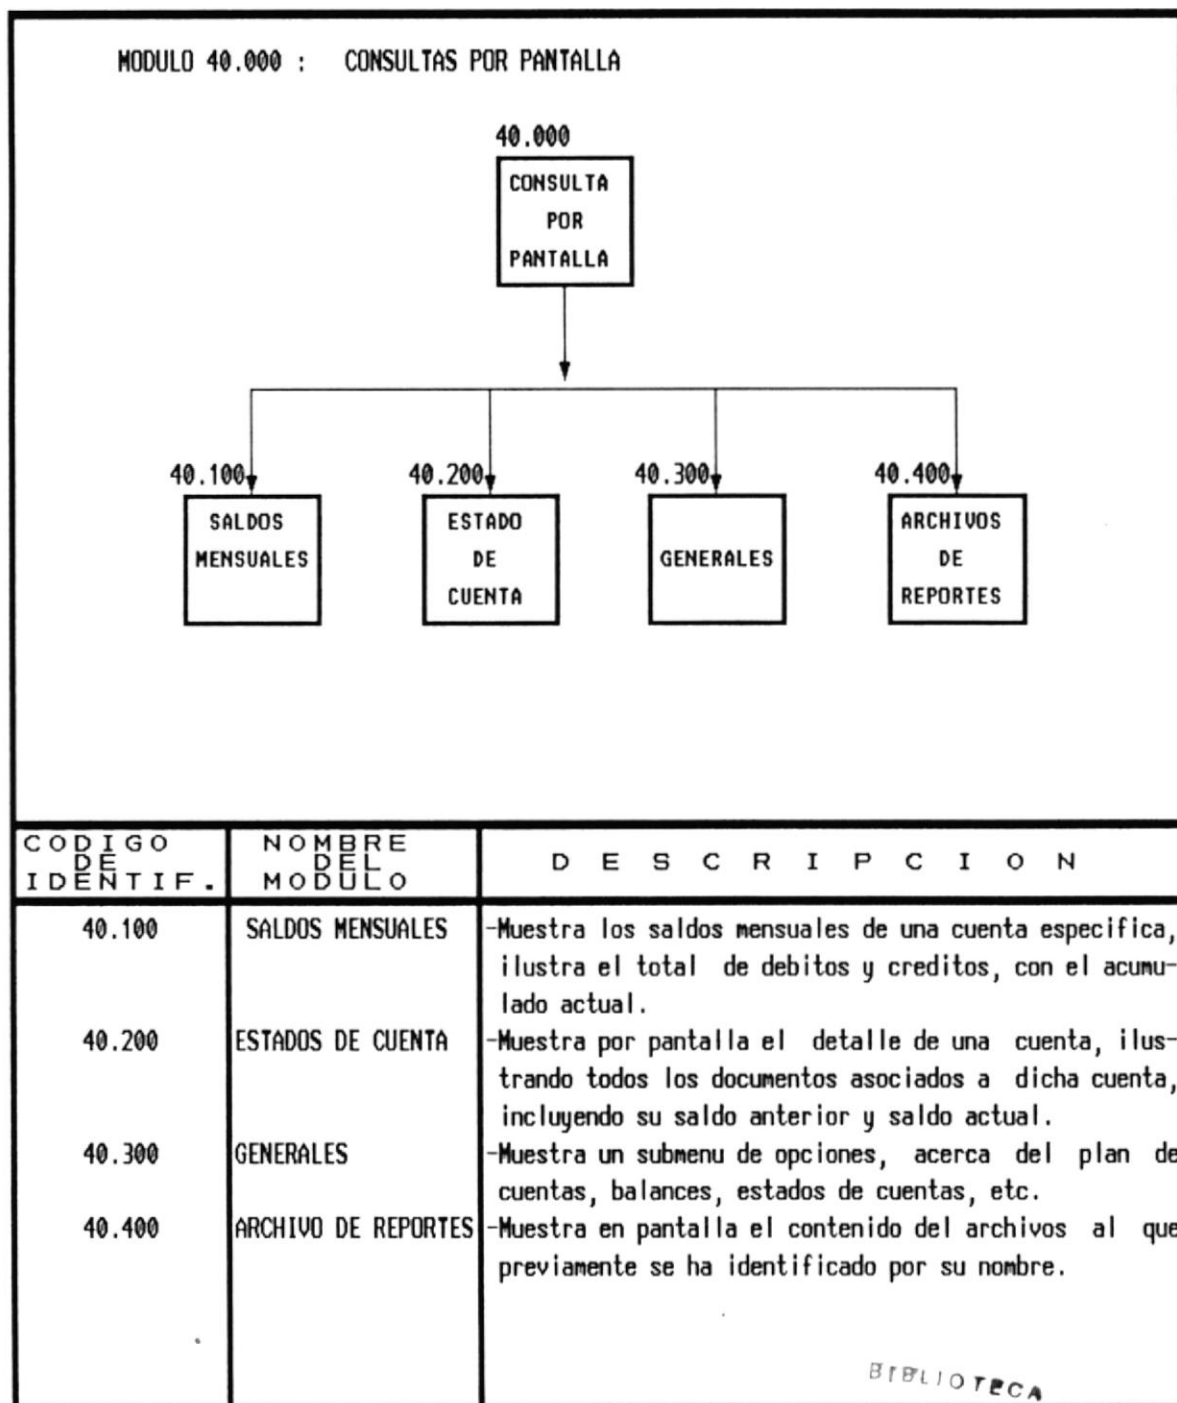 MODULO 40.000 : CONSULTAS POR PANTALLA
40.000
CONSULTA
POR
PANTALLA
40.100
40.200
40.300
40.400
SALDOS
MENSUALES
ESTADO
DE
CUENTA
GENERALES
ARCHIVOS
DE
REPORTES
CODIGO
DE
IDENTIF.
NOMBRE
DEL
MODULO
DESCRIPCION
40.100 SALDOS MENSUALES -Muestra los saldos mensuales de una cuenta especifica,
ilustra el total de debitos y creditos, con el acumu-
lado actual.
40.200 ESTADOS DE CUENTA -Muestra por pantalla el detalle de una cuenta, ilus-
trando todos los documentos asociados a dicha cuenta,
incluyendo su saldo anterior y saldo actual.
40.300 GENERALES -Muestra un submenu de opciones, acerca del plan de
cuentas, balances, estados de cuentas, etc.
40.400 ARCHIVO DE REPORTES -Muestra en pantalla el contenido del archivos al que
previamente se ha identificado por su nombre.
BIBLIOTECA